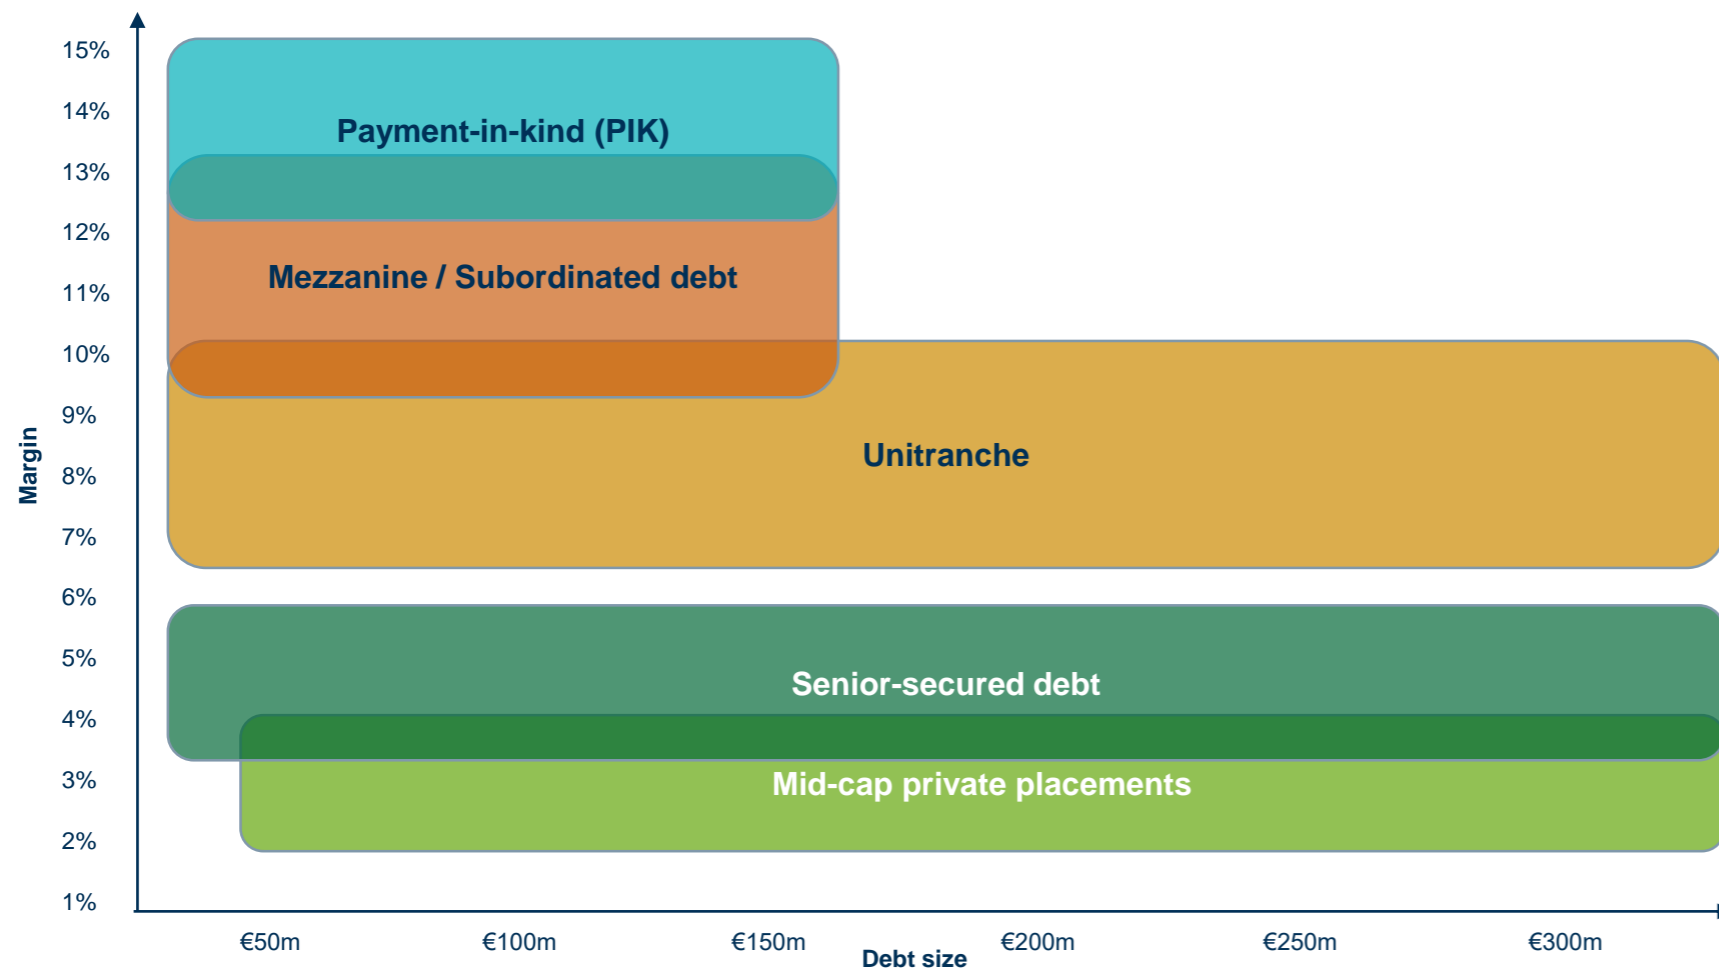 15%
14%
13%
12%
11%
10%
9%
8%
7%
6%
5%
4%
3%
2%
1%
Margin
Payment-in-kind (PIK)
Mezzanine / Subordinated debt
Unitranche
Senior-secured debt
Mid-cap private placements
€50m
€100m
€150m
€200m
€250m
€300m
Debt size